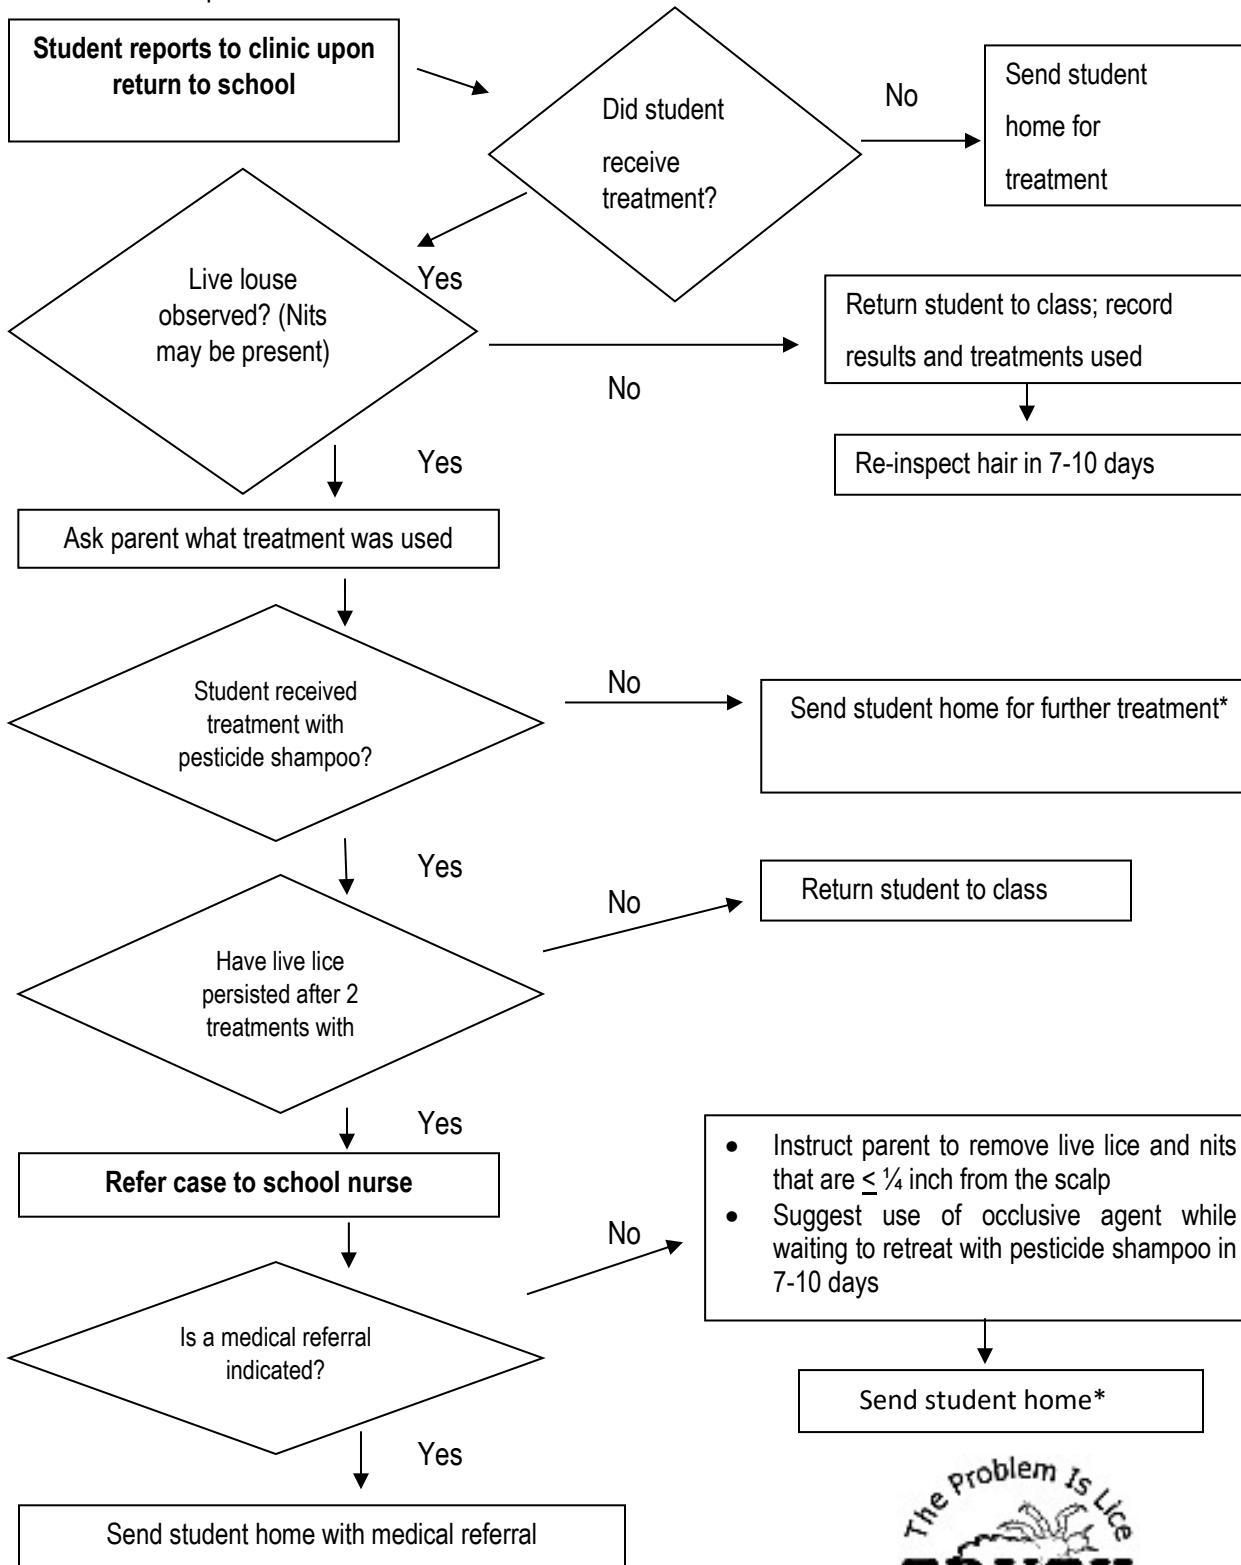 Student reports to clinic upon
return to school
Did student
receive
treatment?
No
Send student
home for
treatment
Yes
Live louse
observed? (Nits
may be present)
No
Return student to class; record
results and treatments used
Re-inspect hair in 7-10 days
Yes
Ask parent what treatment was used
Student received
treatment with
pesticide shampoo?
No
Send student home for further treatment*
Yes
Have live lice
persisted after 2
treatments with
No
Return student to class
Yes
Refer case to school nurse
Is a medical referral
indicated?
No
• Instruct parent to remove live lice and nits
that are ≤ ¼ inch from the scalp
• Suggest use of occlusive agent while
waiting to retreat with pesticide shampoo in
7-10 days
Send student home*
Yes
Send student home with medical referral
The Problem Is Lice